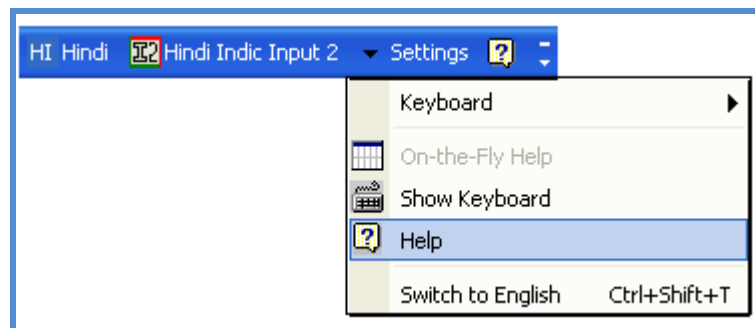 HI Hindi Hindi Indic Input 2 Settings
Keyboard
On-the-Fly Help
Show Keyboard
Help
Switch to English Ctrl+Shift+T